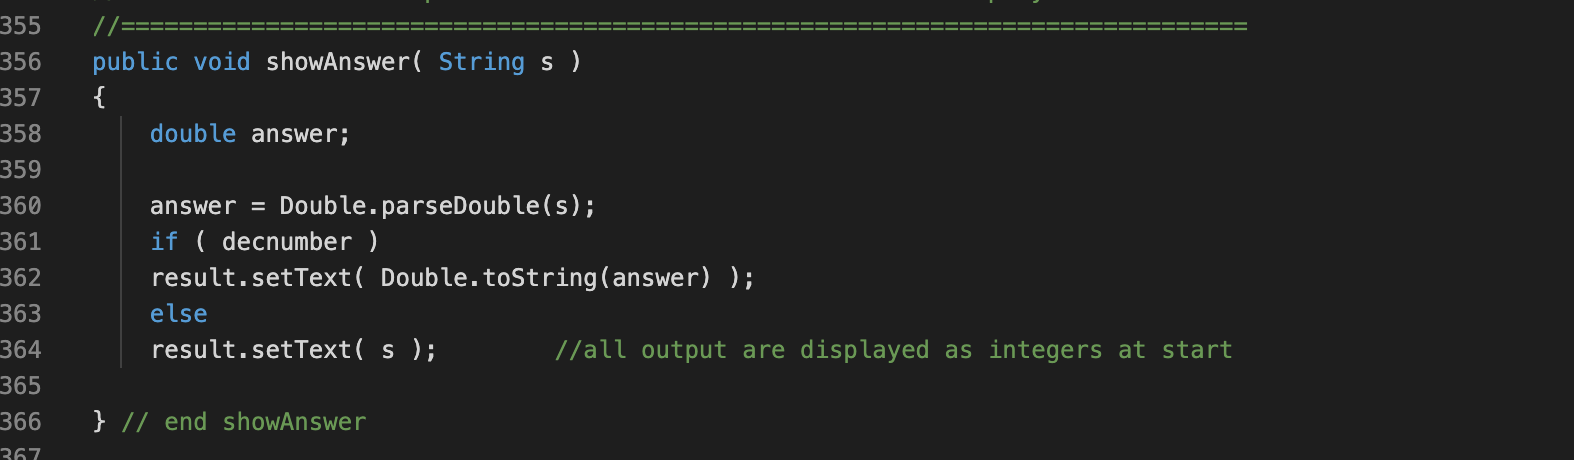 355 //==============================================================================
356 public void showAnswer( String s )
357 {
358 double answer;
359
360 answer = Double.parseDouble(s);
361 if ( decnumber )
362 result.setText( Double.toString(answer) );
363 else
364 result.setText( s ); //all output are displayed as integers at start
365
366 } // end showAnswer
367